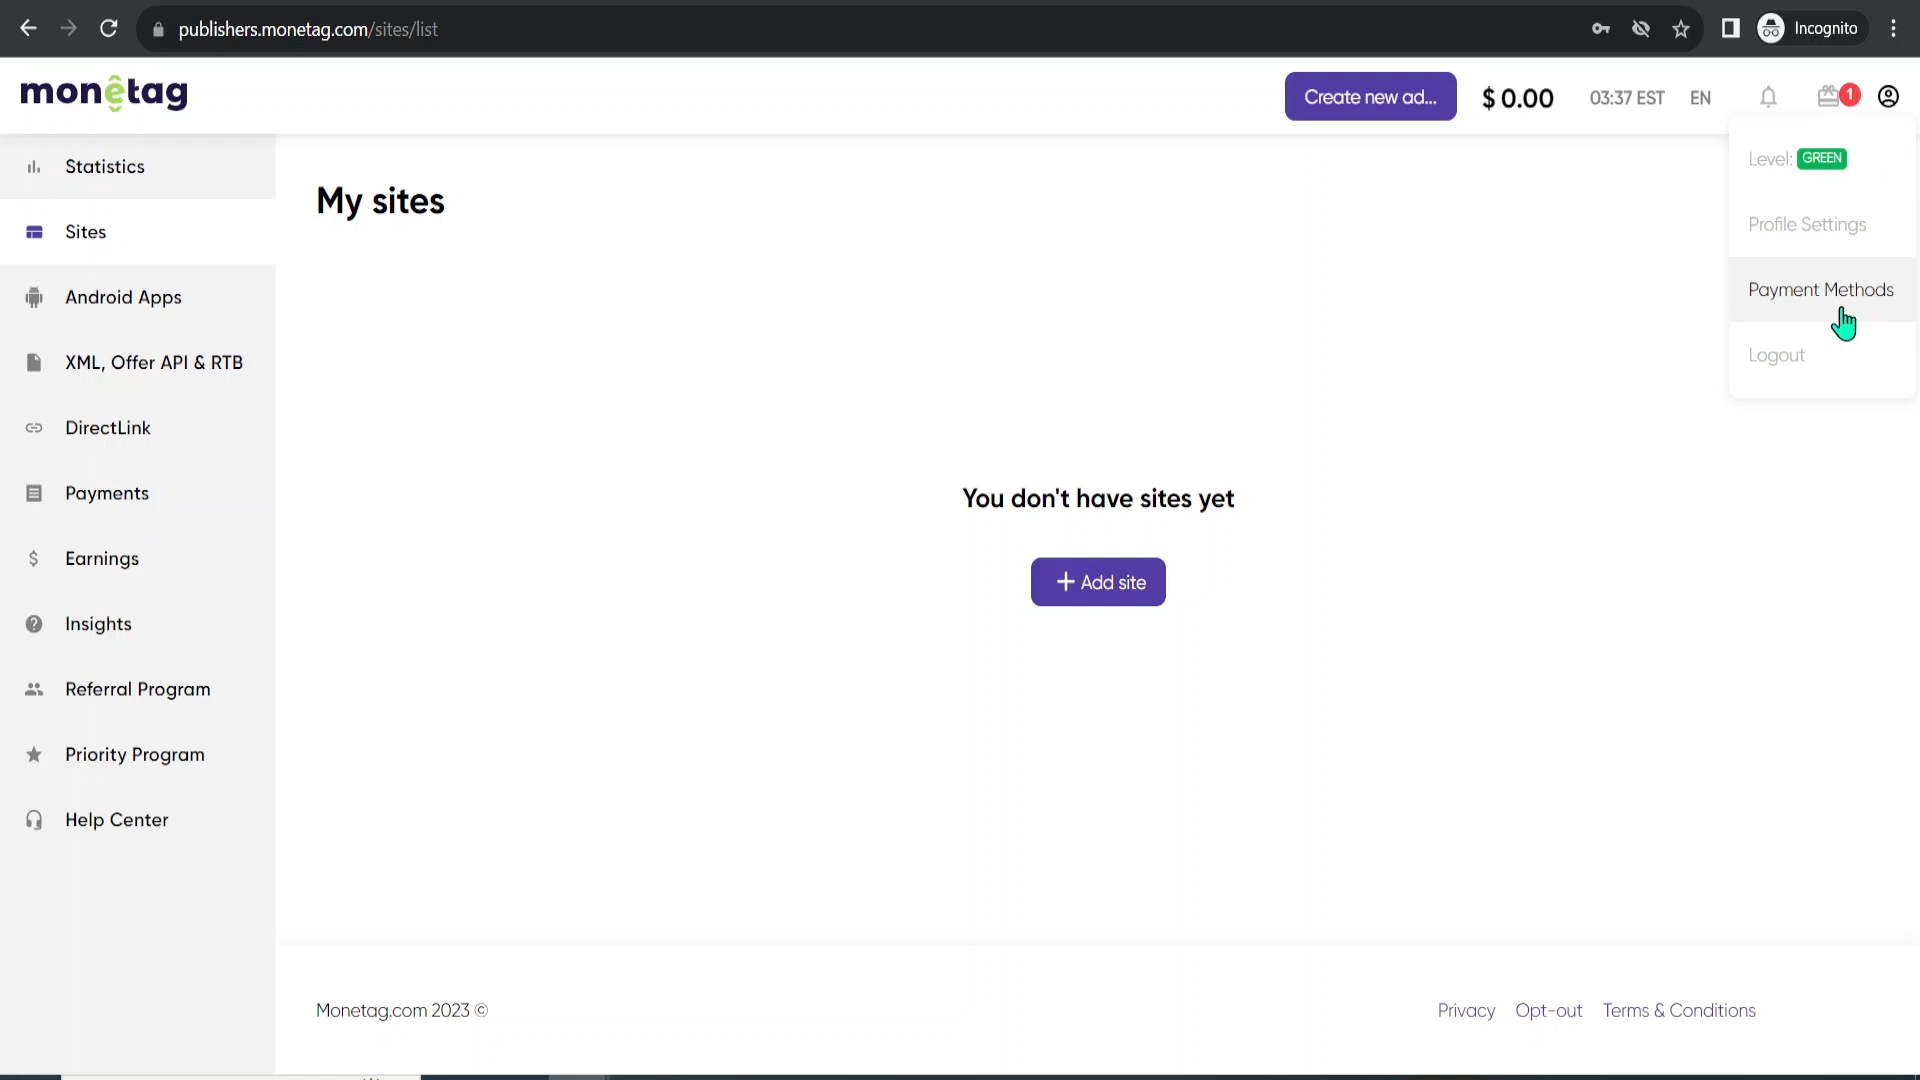 publishers.monetag.com/sites/list
Incognito
monetag
Create new ad...
$ 0.00
03:37 EST
EN
1
Level: GREEN
Profile Settings
Payment Methods
Logout
Statistics
Sites
Android Apps
XML, Offer API & RTB
DirectLink
Payments
Earnings
Insights
Referral Program
Priority Program
Help Center
My sites
You don't have sites yet
+ Add site
Monetag.com 2023 ©
Privacy
Opt-out
Terms & Conditions